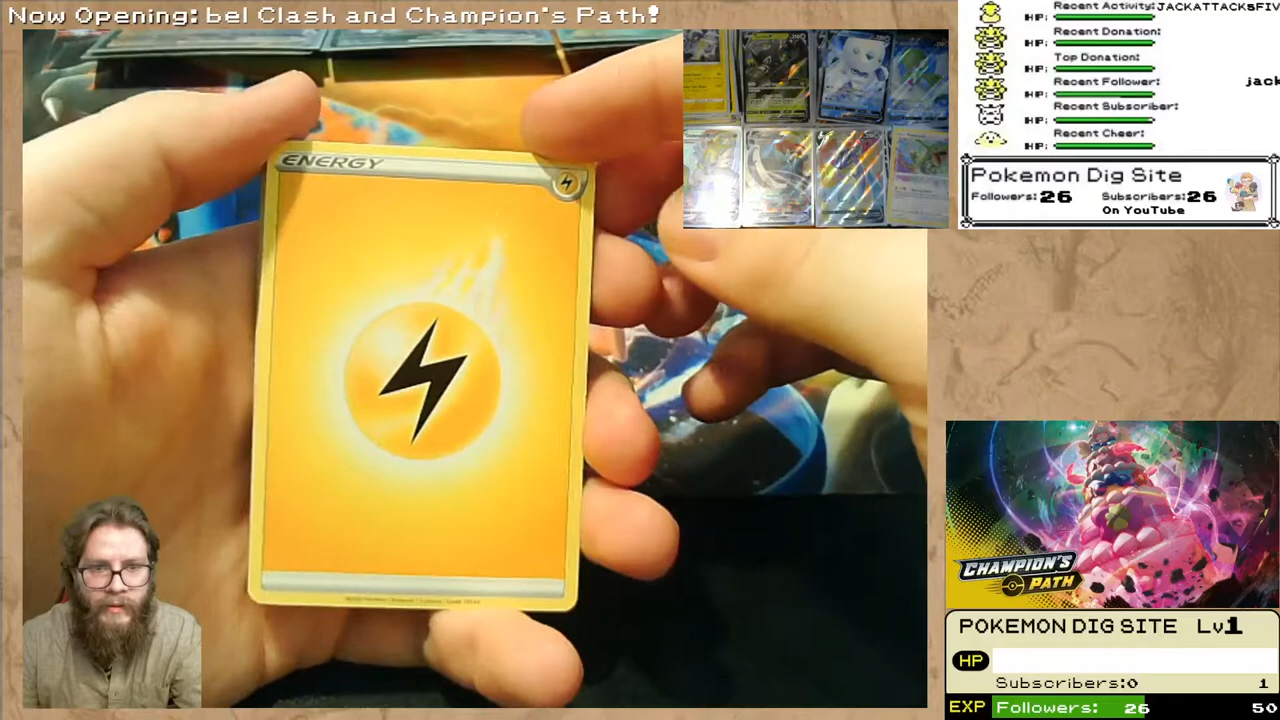 Now Opening: bel Clash and Champion's Path!
Recent Activity: JACKATTACKSFIV
HP:
Recent Donation:
HP:
Top Donation:
HP:
Recent Follower: jack
HP:
Recent Subscriber:
HP:
Recent Cheer:
HP:
Pokemon Dig Site
Followers: 26 Subscribers: 26
On YouTube
ENERGY
CHAMPION'S
PATH
POKEMON DIG SITE Lv1
HP
Subscribers:0 1
EXP Followers: 26 50